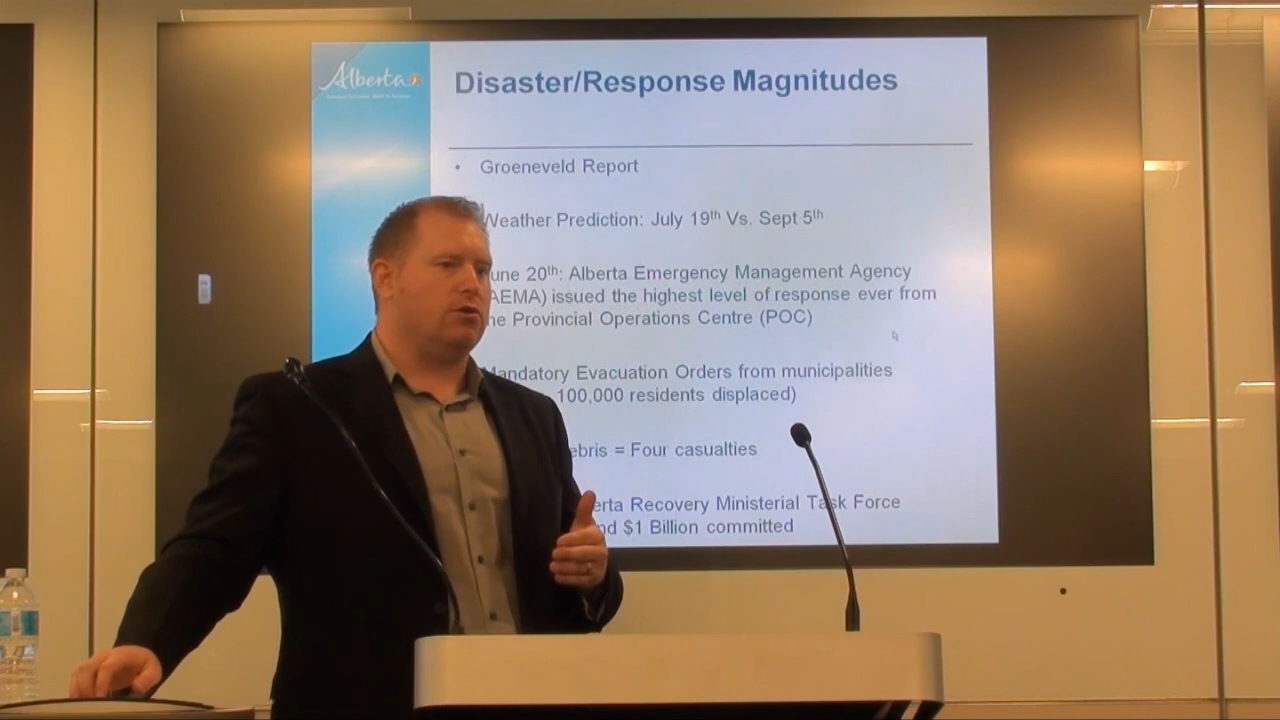 Alberta
Disaster/Response Magnitudes
• Groeneveld Report
Weather Prediction: July 19th Vs. Sept 5th
une 20th: Alberta Emergency Management Agency
AEMA) issued the highest level of response ever from
he Provincial Operations Centre (POC)
Mandatory Evacuation Orders from municipalities
100,000 residents displaced)
ebris = Four casualties
erta Recovery Ministerial Task Force
nd $1 Billion committed